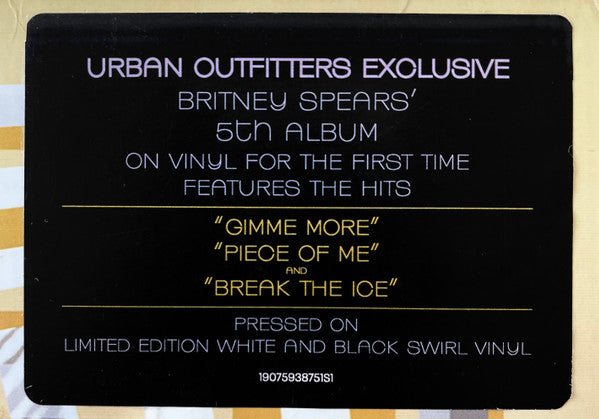 URBAN OUTFITTERS EXCLUSIVE
BRITNEY SPEARS'
5th ALBUM
ON VINYL FOR THE FIRST TIME
FEATURES THE HITS
"GIMME MORE"
"PIECE OF ME"
AND
"BREAK THE ICE"
PRESSED ON
LIMITED EDITION WHITE AND BLACK SWIRL VINYL
19075938751S1